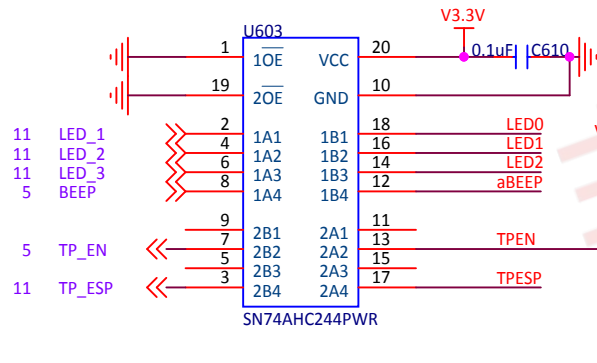 V3.3V
U603
1 1OE VCC 20 0.1uF C610
19 2OE GND 10
11 LED_1 2 1A1 1B1 18 LED0
11 LED_2 4 1A2 1B2 16 LED1
11 LED_3 6 1A3 1B3 14 LED2
5 BEEP 8 1A4 1B4 12 aBEEP
9 2B1 2A1 11
5 TP_EN 7 2B2 2A2 13 TPEN
5 2B3 2A3 15
11 TP_ESP 3 2B4 2A4 17 TPESP
SN74AHC244PWR